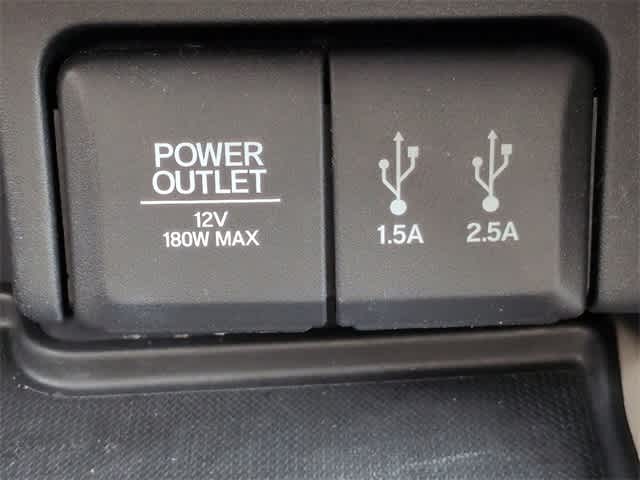 POWER
OUTLET
12V
180W MAX
1.5A 2.5A